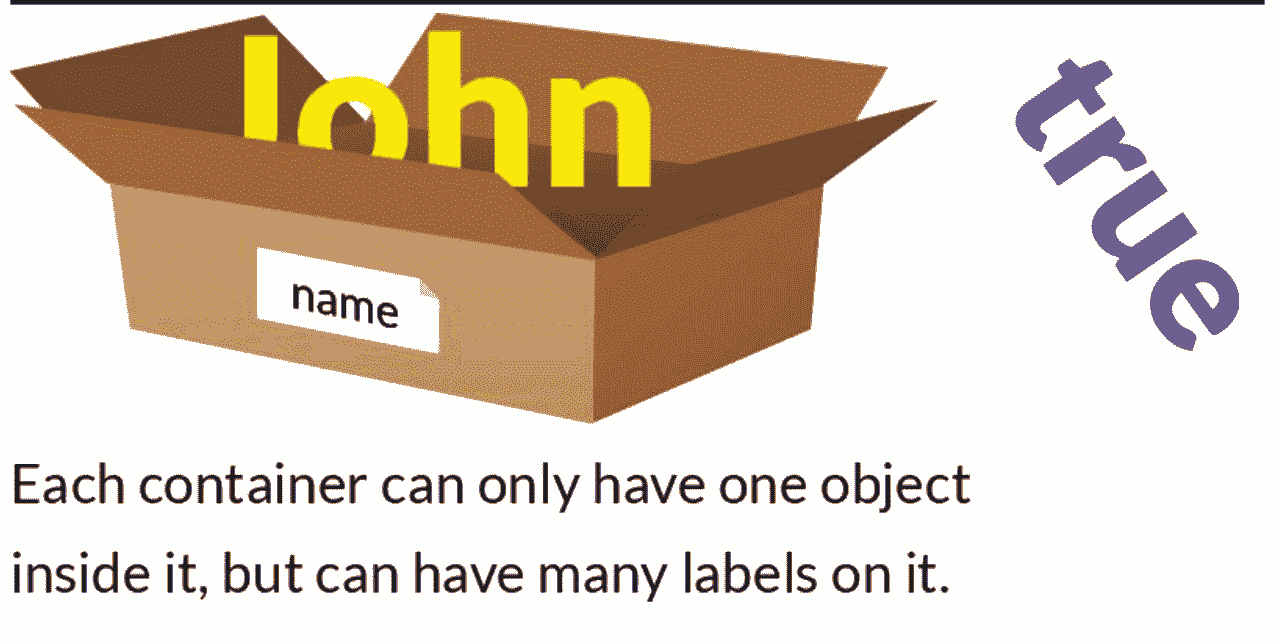 John
true
name
Each container can only have one object
inside it, but can have many labels on it.